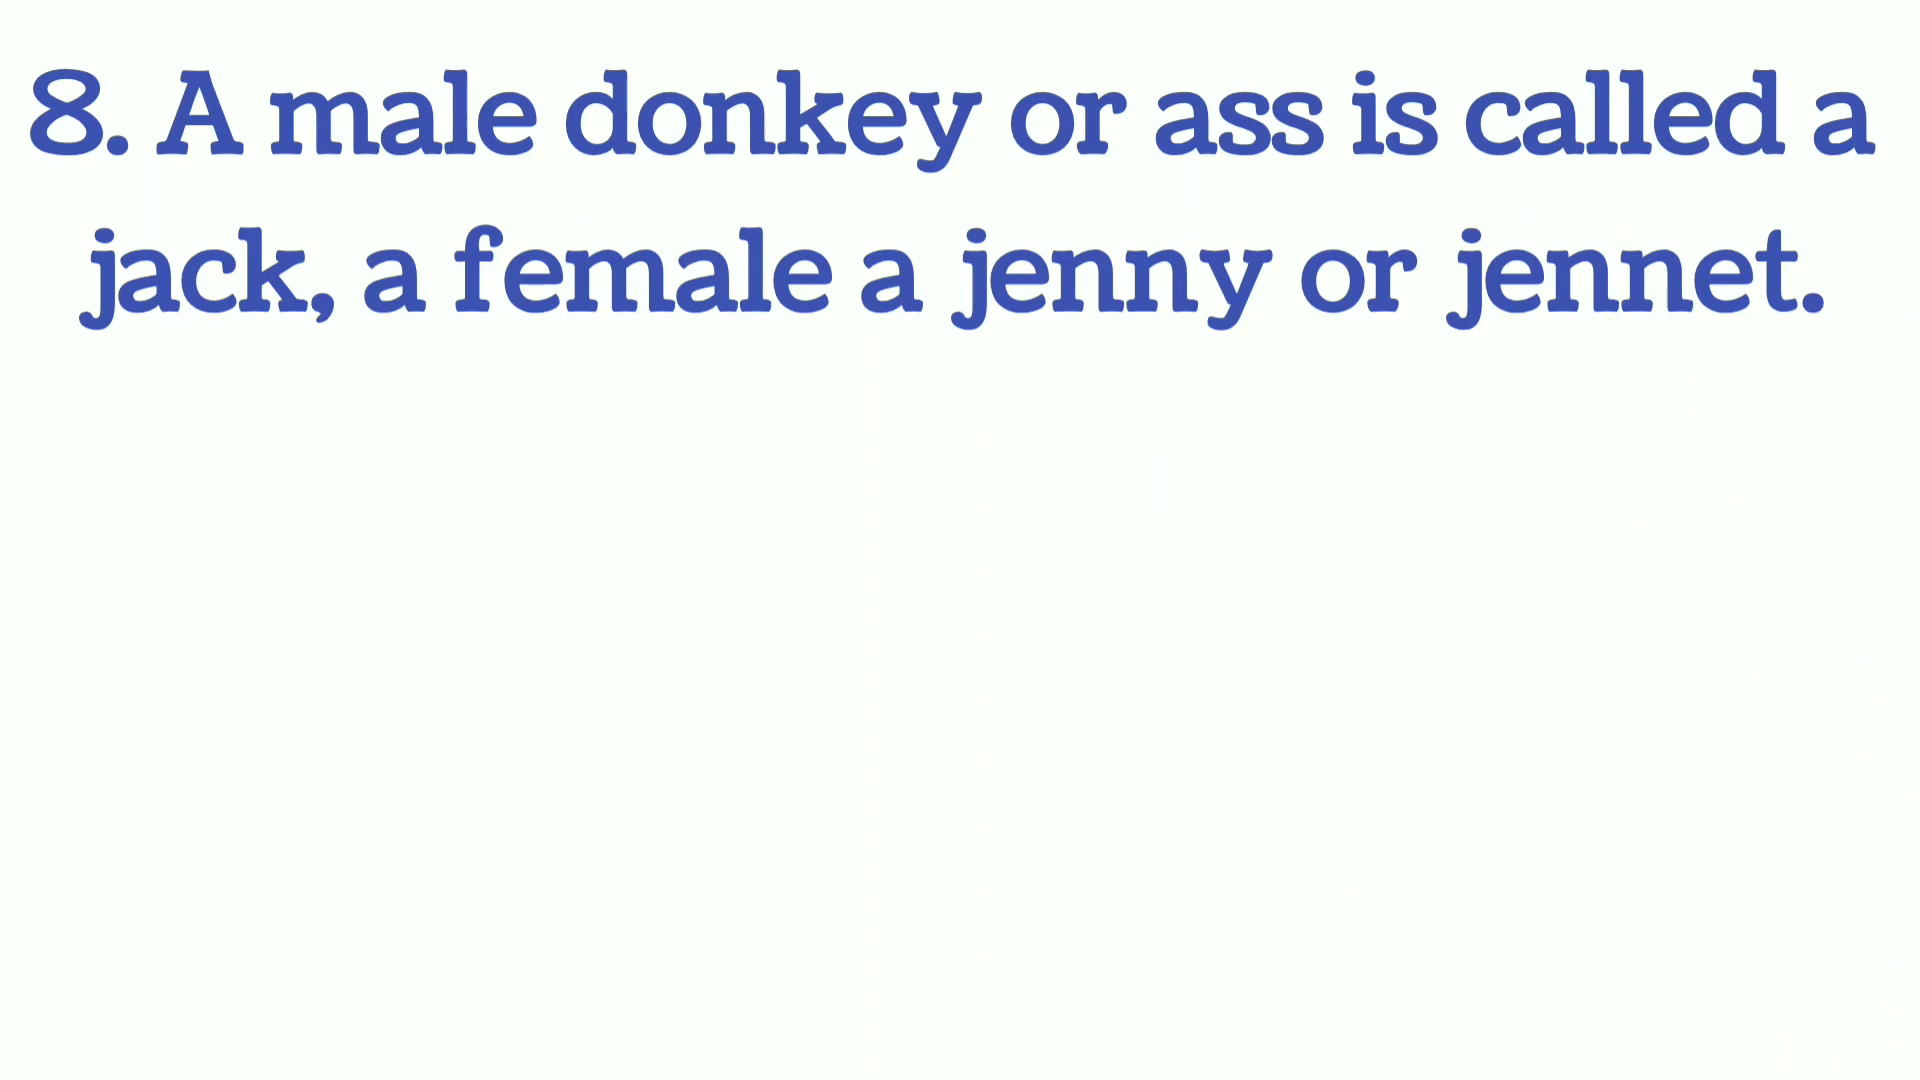 8. A male donkey or ass is called a
jack, a female a jenny or jennet.